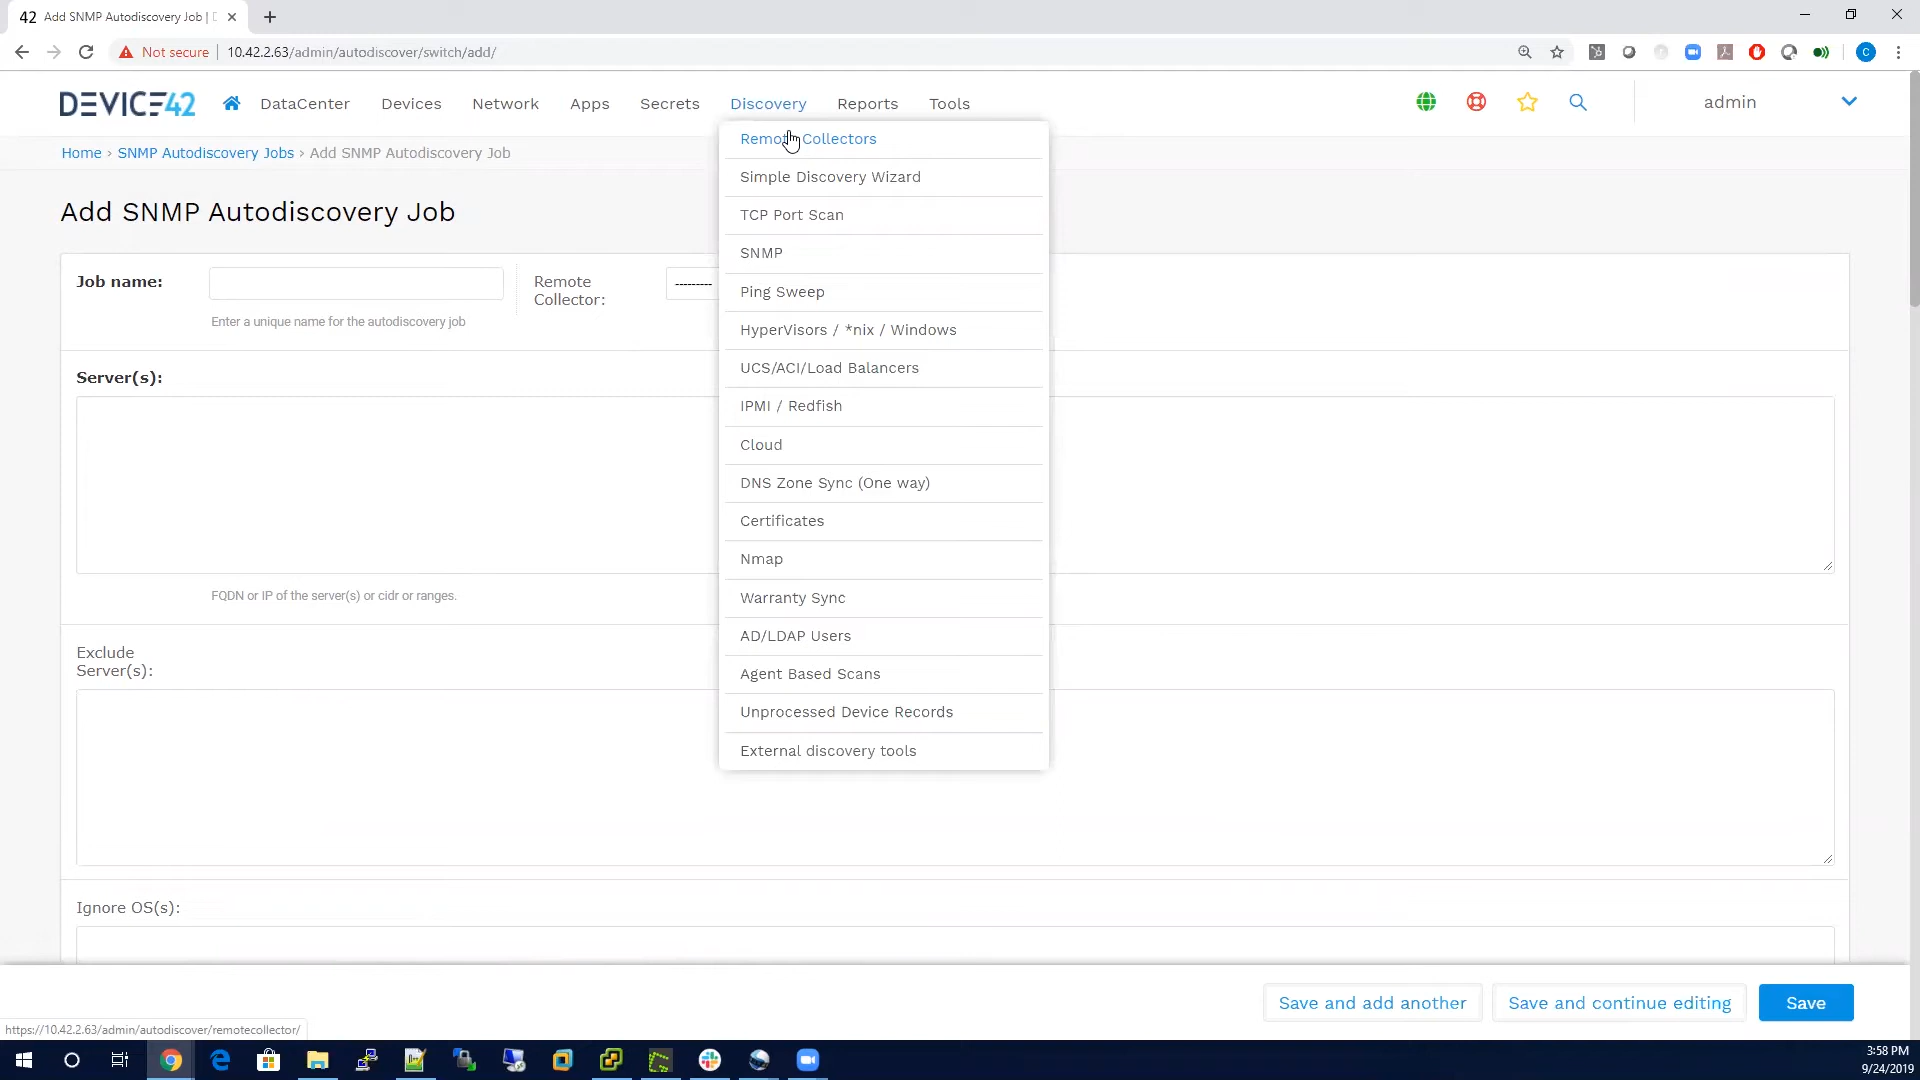 42 Add SNMP Autodiscovery Job |
Not secure
10.42.2.63/admin/autodiscover/switch/add/
C
DEVICE42
DataCenter
Devices
Network
Apps
Secrets
Discovery
Reports
Tools
admin
Home › SNMP Autodiscovery Jobs › Add SNMP Autodiscovery Job
Add SNMP Autodiscovery Job
Job name:
Enter a unique name for the autodiscovery job
Remote
Collector:
---------
Server(s):
FQDN or IP of the server(s) or cidr or ranges.
Exclude
Server(s):
Ignore OS(s):
Remote Collectors
Simple Discovery Wizard
TCP Port Scan
SNMP
Ping Sweep
HyperVisors / *nix / Windows
UCS/ACI/Load Balancers
IPMI / Redfish
Cloud
DNS Zone Sync (One way)
Certificates
Nmap
Warranty Sync
AD/LDAP Users
Agent Based Scans
Unprocessed Device Records
External discovery tools
Save and add another
Save and continue editing
Save
https://10.42.2.63/admin/autodiscover/remotecollector/
3:58 PM
9/24/2019